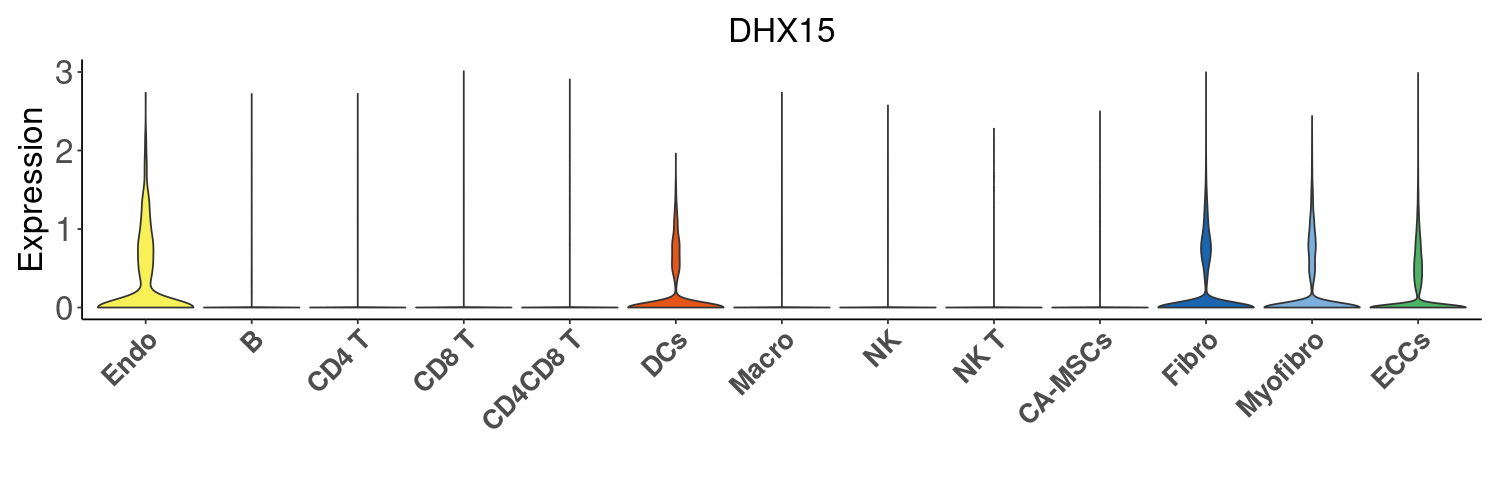 DHX15
Expression
3
2
1
0
Endo
B
CD4 T
CD8 T
CD4CD8 T
DCs
Macro
NK
NK T
CA-MSCs
Fibro
Myofibro
ECCs